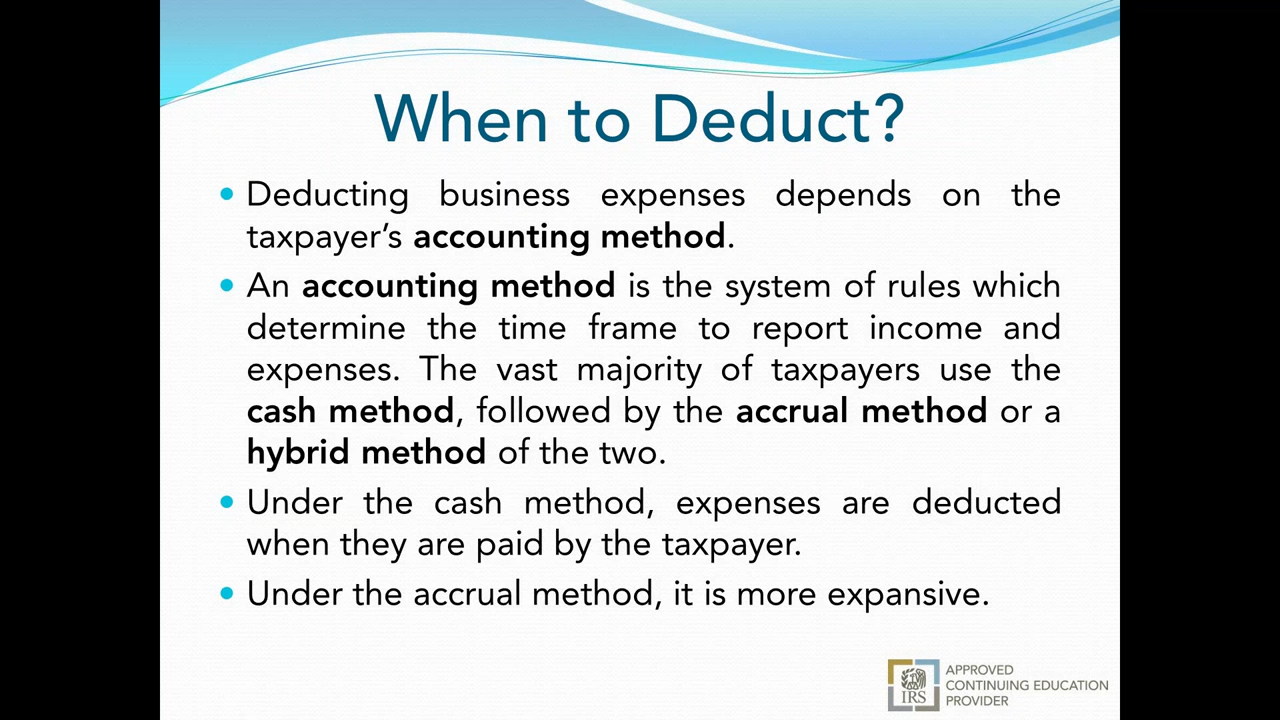 When to Deduct?
• Deducting business expenses depends on the
taxpayer’s accounting method.
• An accounting method is the system of rules which
determine the time frame to report income and
expenses. The vast majority of taxpayers use the
cash method, followed by the accrual method or a
hybrid method of the two.
• Under the cash method, expenses are deducted
when they are paid by the taxpayer.
• Under the accrual method, it is more expansive.
IRS
APPROVED
CONTINUING EDUCATION
PROVIDER